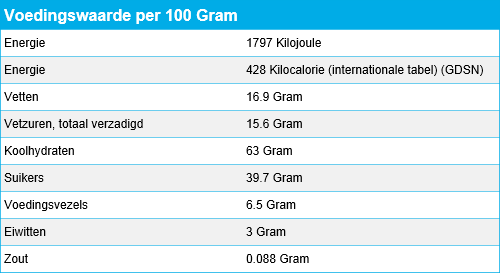 Voedingswaarde per 100 Gram
Energie 1797 Kilojoule
Energie 428 Kilocalorie (internationale tabel) (GDSN)
Vetten 16.9 Gram
Vetzuren, totaal verzadigd 15.6 Gram
Koolhydraten 63 Gram
Suikers 39.7 Gram
Voedingsvezels 6.5 Gram
Eiwitten 3 Gram
Zout 0.088 Gram